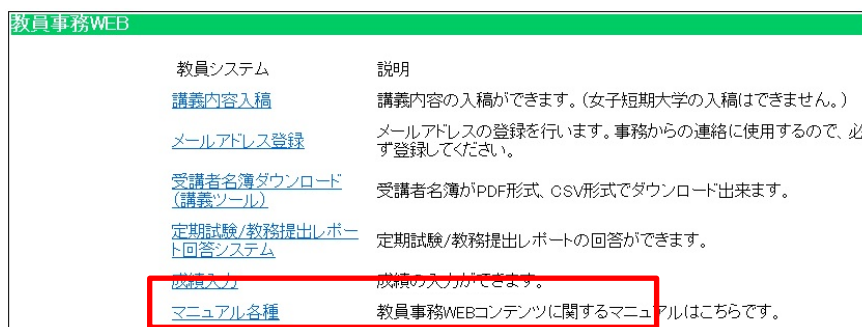 教員事務WEB
教員システム 説明
講義内容入稿 講義内容の入稿ができます。(女子短期大学の入稿はできません。)
メールアドレス登録 メールアドレスの登録を行います。事務からの連絡に使用するので、必
ず登録してください。
受講者名簿ダウンロード
(講義ツール) 受講者名簿がPDF形式、CSV形式でダウンロード出来ます。
定期試験/教務提出レポー
ト回答システム 定期試験/教務提出レポートの回答ができます。
成績入力 成績の入力ができます。
マニュアル各種 教員事務WEBコンテンツに関するマニュアルはこちらです。